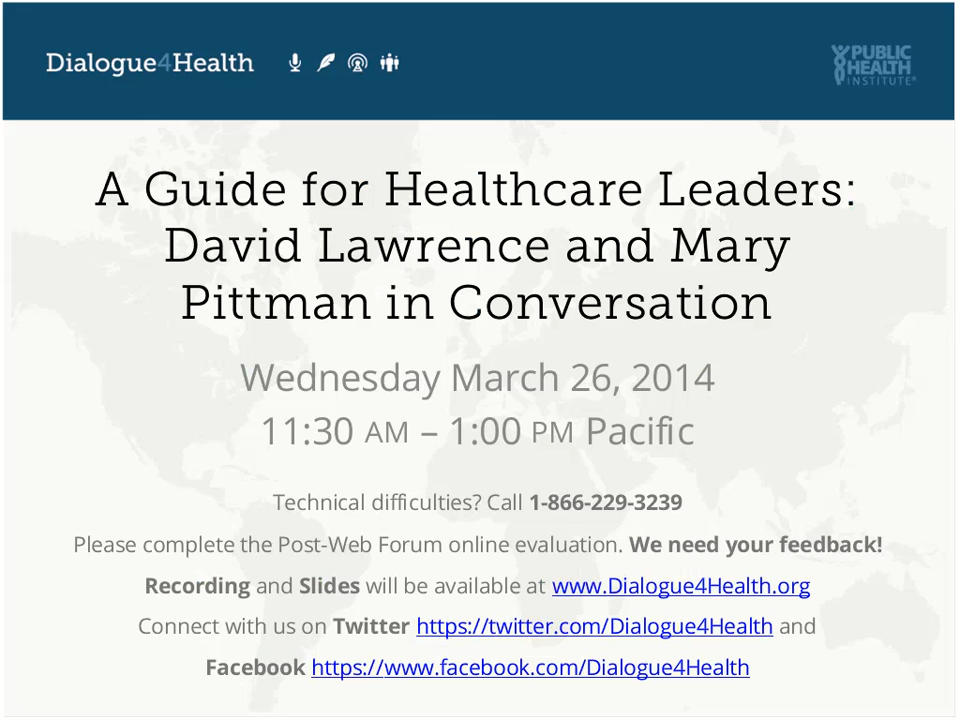 Dialogue4Health
PUBLIC
HEALTH
INSTITUTE®
A Guide for Healthcare Leaders:
David Lawrence and Mary
Pittman in Conversation
Wednesday March 26, 2014
11:30 AM – 1:00 PM Pacific
Technical difficulties? Call 1-866-229-3239
Please complete the Post-Web Forum online evaluation. We need your feedback!
Recording and Slides will be available at www.Dialogue4Health.org
Connect with us on Twitter https://twitter.com/Dialogue4Health and
Facebook https://www.facebook.com/Dialogue4Health